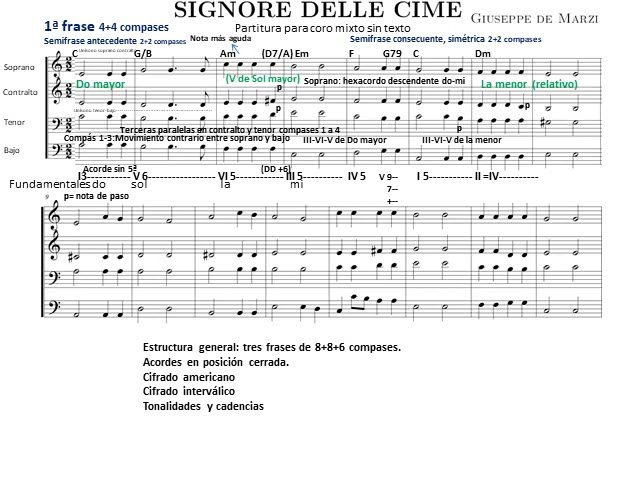 SIGNORE DELLE CIME
GIUSEPPE DE MARZI
1ª frase 4+4 compases
Partitura para coro mixto sin texto
Semifrase antecedente 2+2 compases
Nota más aguda
Semifrase consecuente, simétrica 2+2 compases
C G/B Am (D7/A) Em F G79 C Dm
Soprano
Do mayor
(V de Sol mayor)
Soprano: hexacordo descendente do-mi
La menor (relativo)
p
Contralto
p
p
Tenor
Terceras paralelas en contralto y tenor compases 1 a 4
p
Compás 1-3:Movimiento contrario entre soprano y bajo
III-VI-V de Do mayor
III-VI-V de la menor
Bajo
Acorde sin 5ª
(DD +6)
I3----------- V 6-------------- VI 5---------- III 5------- IV 5 V 9-- I 5---------- II =IV----------
7--
+--
Fundamentales do sol la mi
9
p= nota de paso
Estructura general: tres frases de 8+8+6 compases.
Acordes en posición cerrada.
Cifrado americano
Cifrado interválico
Tonalidades y cadencias